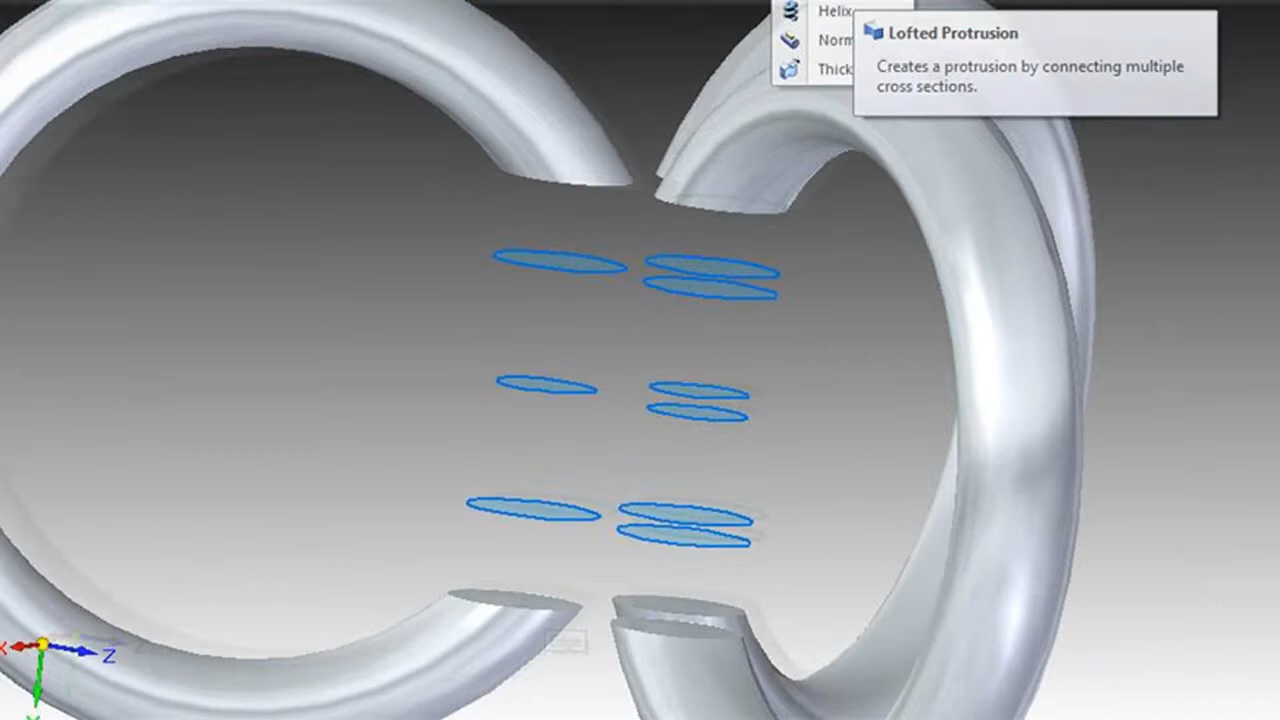 Helix
Lofted Protrusion
Norm
Creates a protrusion by connecting multiple
Thick
cross sections.
X
Z
Y